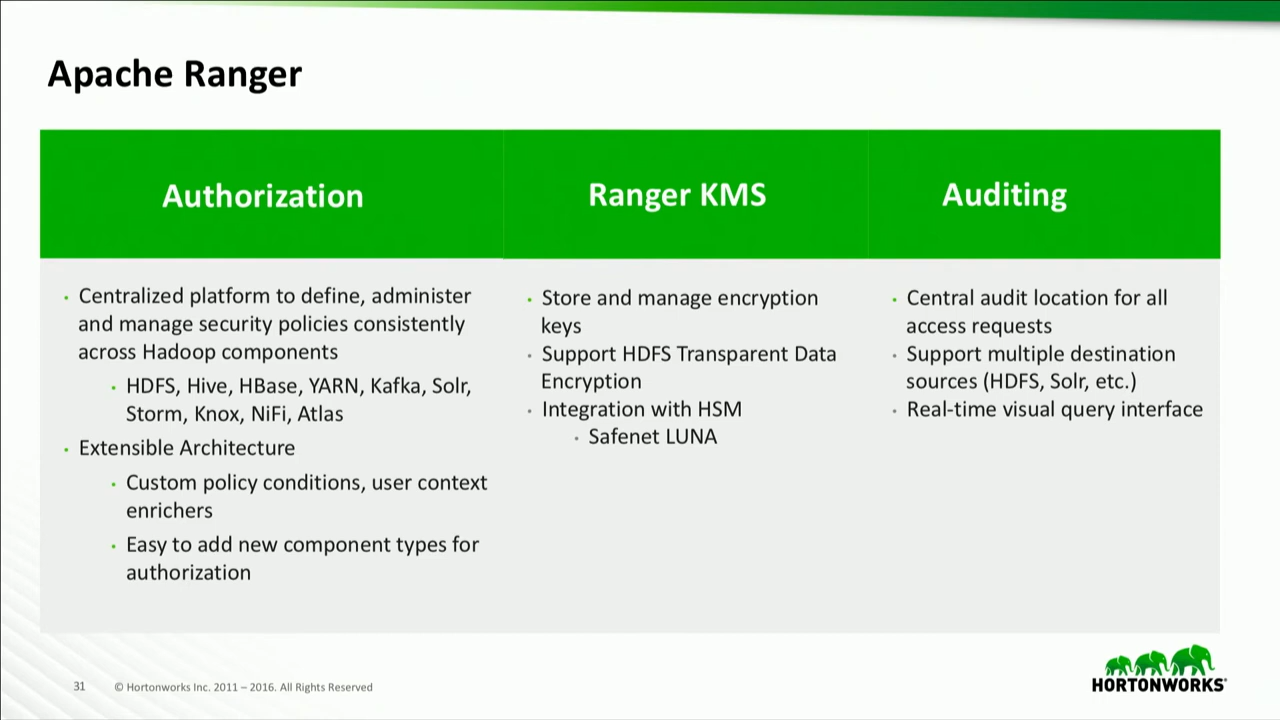 Apache Ranger
Authorization
Ranger KMS
Auditing
· Centralized platform to define, administer
and manage security policies consistently
across Hadoop components
· HDFS, Hive, HBase, YARN, Kafka, Solr,
Storm, Knox, NiFi, Atlas
· Extensible Architecture
· Custom policy conditions, user context
enrichers
· Easy to add new component types for
authorization
· Store and manage encryption
keys
· Support HDFS Transparent Data
Encryption
· Integration with HSM
· Safenet LUNA
· Central audit location for all
access requests
· Support multiple destination
sources (HDFS, Solr, etc.)
· Real-time visual query interface
31 © Hortonworks Inc. 2011 – 2016. All Rights Reserved
HORTONWORKS